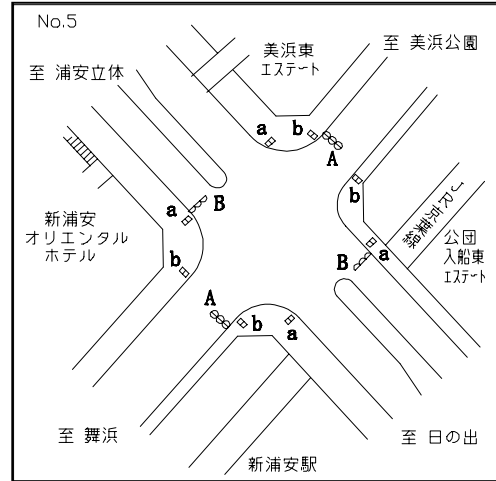 No.5
美浜東
エステート
至 美浜公園
至 浦安立体
a
b
A
b
a
B
JR京葉線
公団
入船東
エステート
a
B
新浦安
オリエンタル
ホテル
b
A
b
a
至 舞浜
新浦安駅
至 日の出